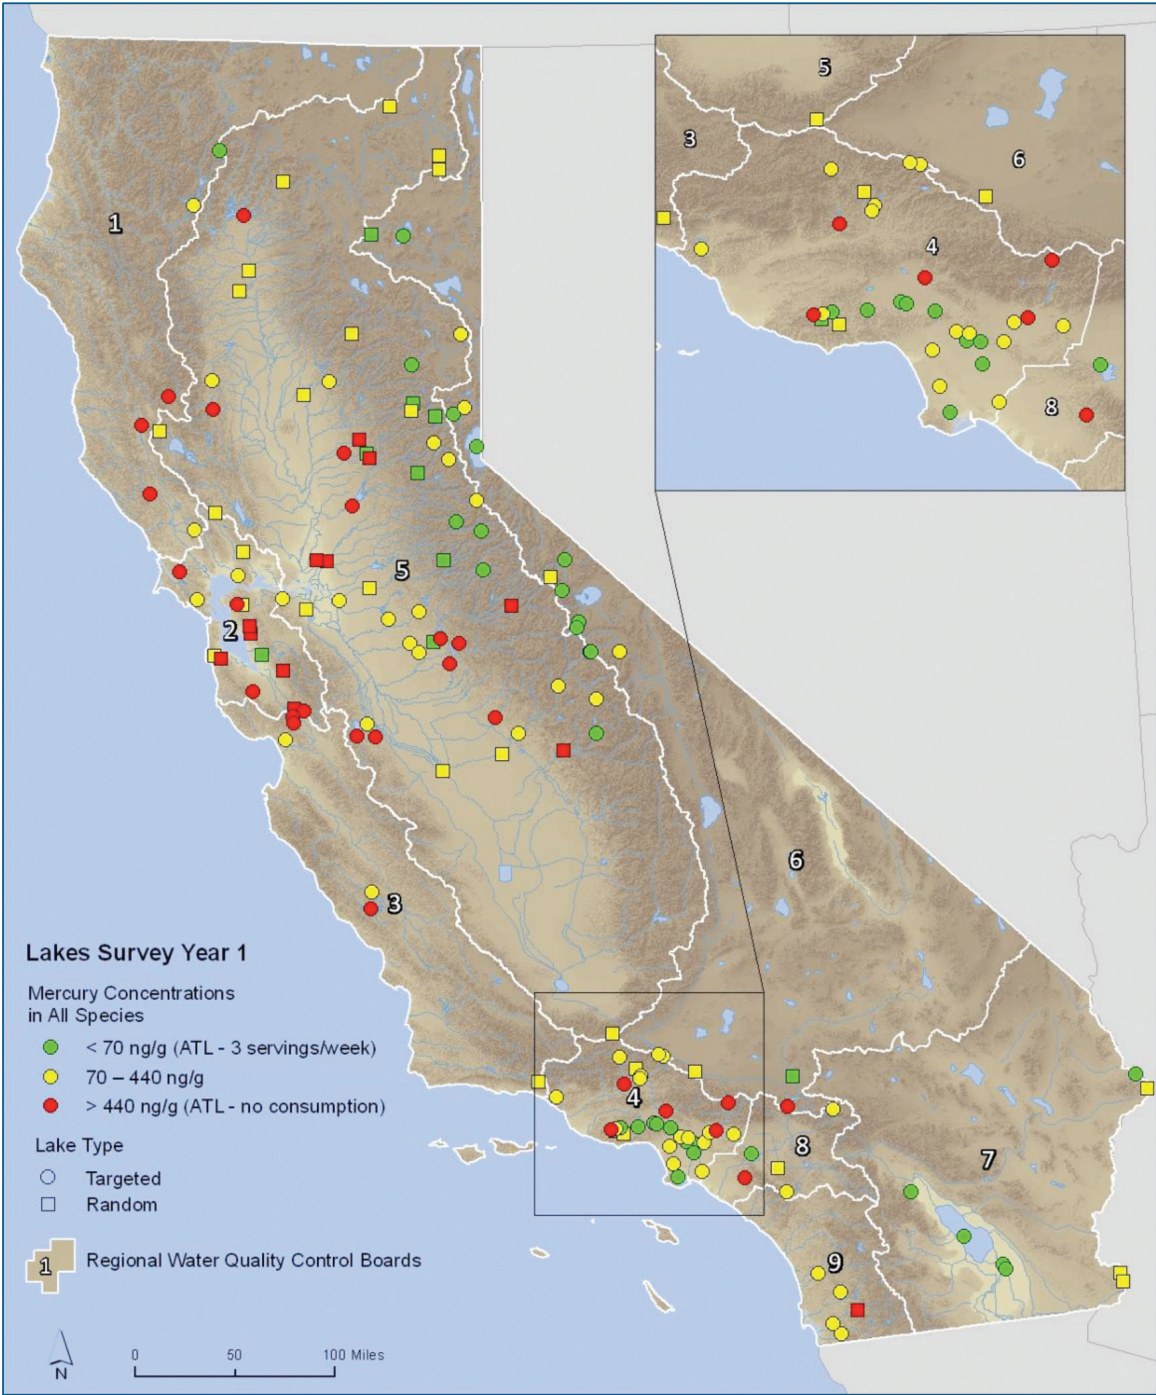 5
3
6
4
8
1
5
2
6
3
4
8
7
9
Lakes Survey Year 1
Mercury Concentrations
in All Species
< 70 ng/g (ATL - 3 servings/week)
70 – 440 ng/g
> 440 ng/g (ATL - no consumption)
Lake Type
Targeted
Random
1 Regional Water Quality Control Boards
N
0 50 100 Miles